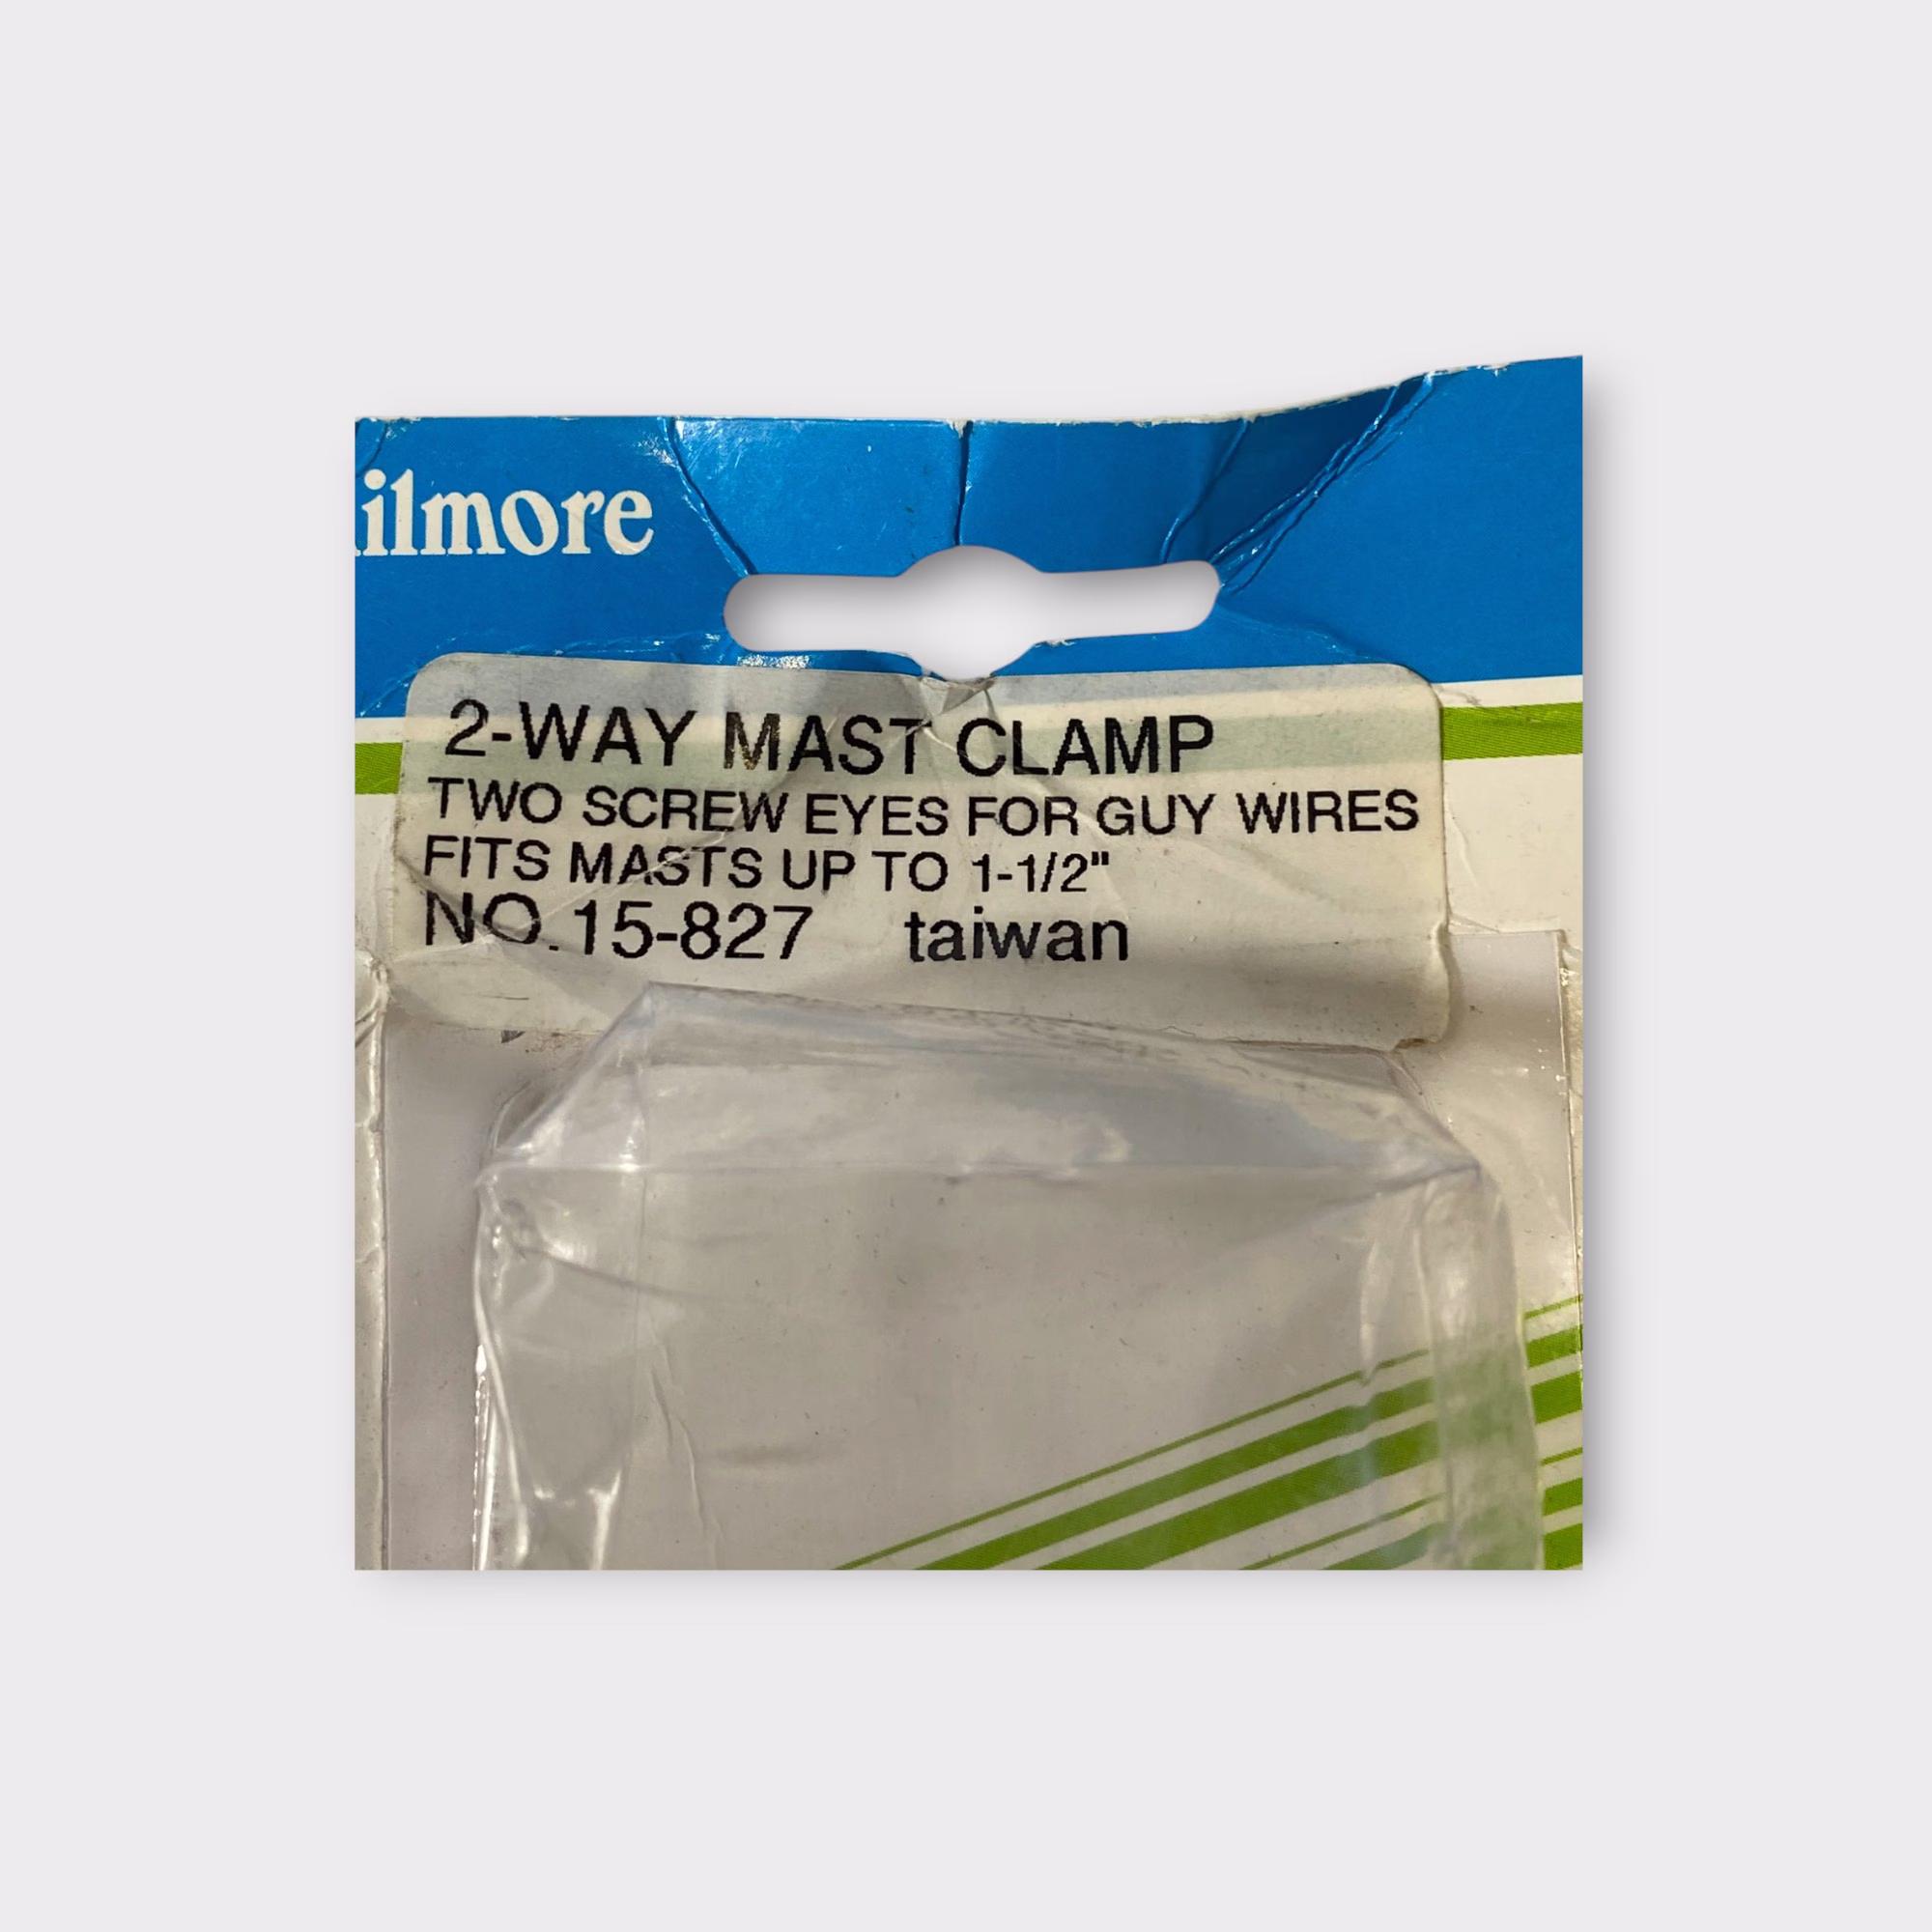 ilmore
2-WAY MAST CLAMP
TWO SCREW EYES FOR GUY WIRES
FITS MASTS UP TO 1-1/2"
NO.15-827 taiwan